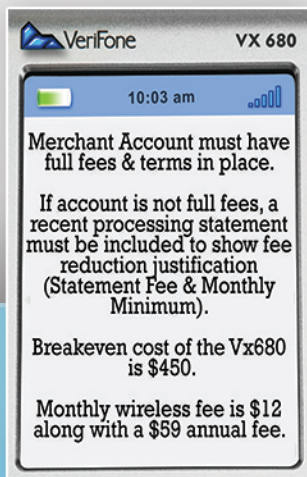 VeriFone VX 680
10:03 am
Merchant Account must have
full fees & terms in place.
If account is not full fees, a
recent processing statement
must be included to show fee
reduction justification
(Statement Fee & Monthly
Minimum).
Breakeven cost of the Vx680
is $450.
Monthly wireless fee is $12
along with a $59 annual fee.